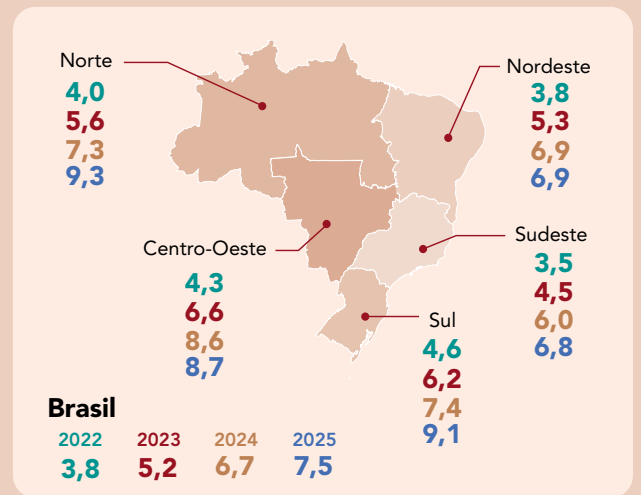 Norte
4,0
5,6
7,3
9,3
Nordeste
3,8
5,3
6,9
6,9
Centro-Oeste
4,3
6,6
8,6
8,7
Sudeste
3,5
4,5
6,0
6,8
Sul
4,6
6,2
7,4
9,1
Brasil
2022 2023 2024 2025
3,8 5,2 6,7 7,5